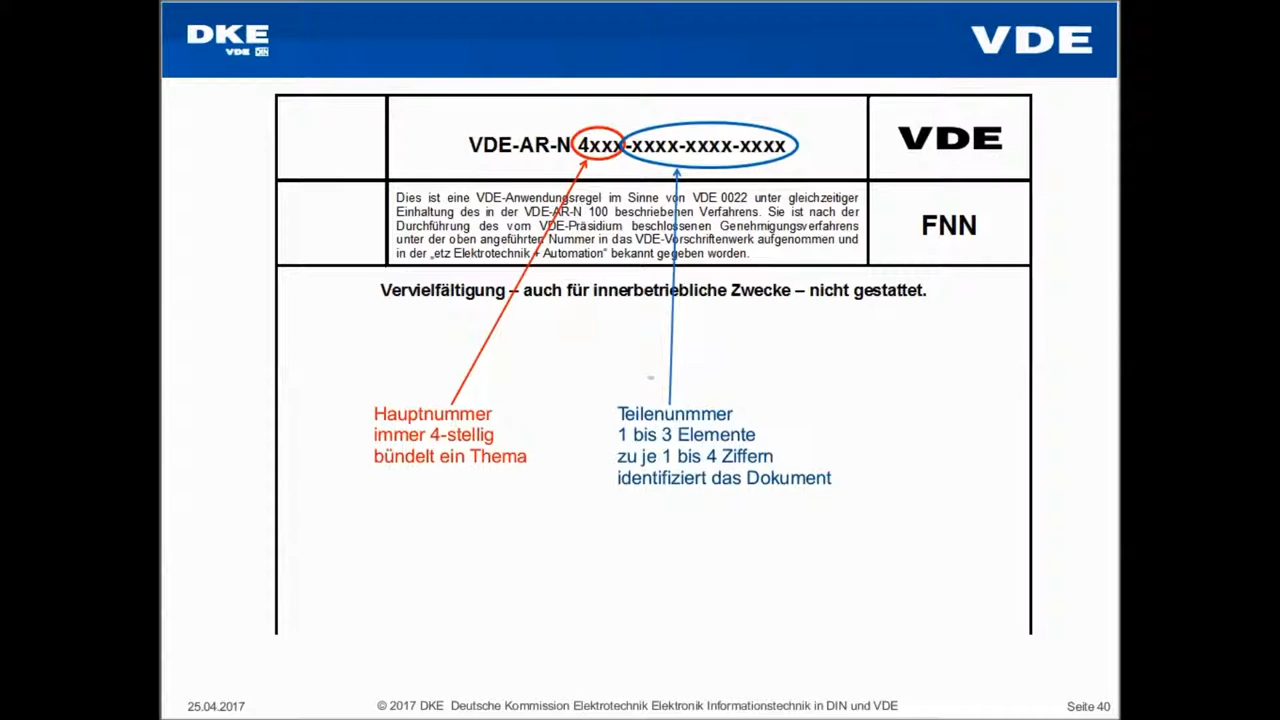 DKE
VDE DIN
VDE
VDE-AR-N 4xxx-xxxx-xxxx-xxxx
VDE
Dies ist eine VDE-Anwendungsregel im Sinne von VDE 0022 unter gleichzeitiger
Einhaltung des in der VDE-AR-N 100 beschriebenen Verfahrens. Sie ist nach der
Durchführung des vom VDE-Präsidium beschlossenen Genehmigungsverfahrens
unter der oben angeführten Nummer in das VDE-Vorschriftenwerk aufgenommen und
in der „etz Elektrotechnik + Automation" bekannt gegeben worden.
FNN
Vervielfältigung – auch für innerbetriebliche Zwecke – nicht gestattet.
Hauptnummer
immer 4-stellig
bündelt ein Thema
Teilenunmmer
1 bis 3 Elemente
zu je 1 bis 4 Ziffern
identifiziert das Dokument
25.04.2017
© 2017 DKE Deutsche Kommission Elektrotechnik Elektronik Informationstechnik in DIN und VDE
Seite 40